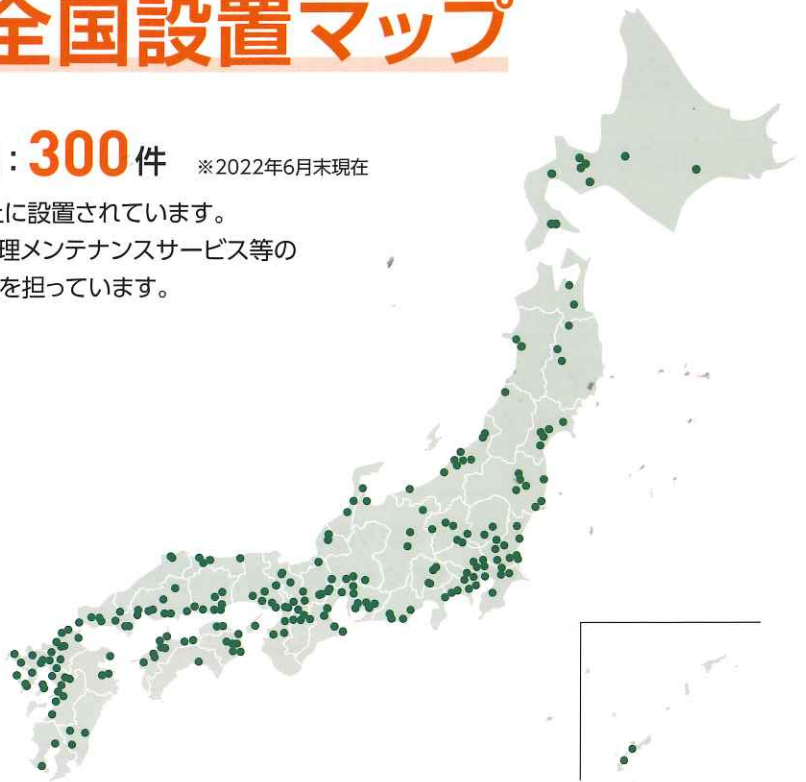 全国設置マップ
：300件 ※2022年6月末現在
に設置されています。
理メンテナンスサービス等の
を担っています。